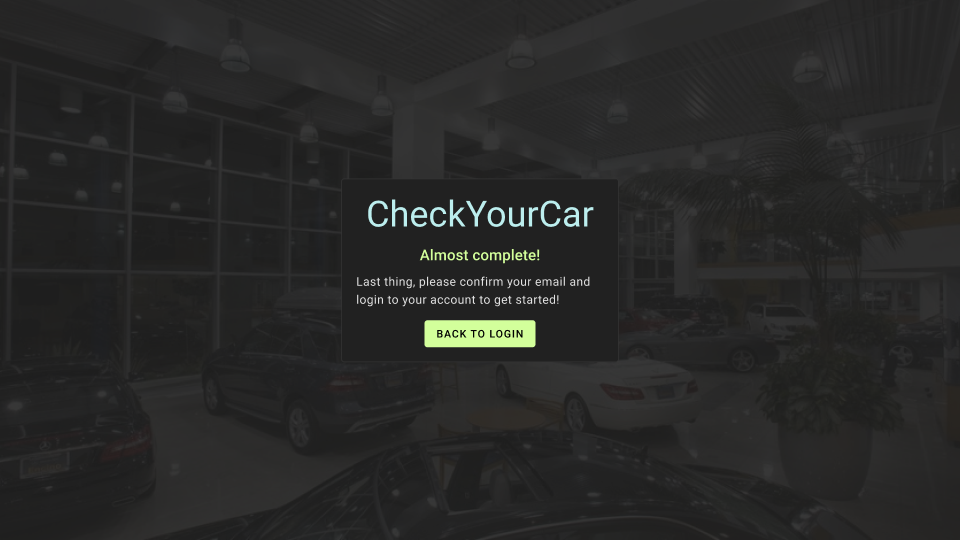 CheckYourCar
Almost complete!
Last thing, please confirm your email and
login to your account to get started!
BACK TO LOGIN